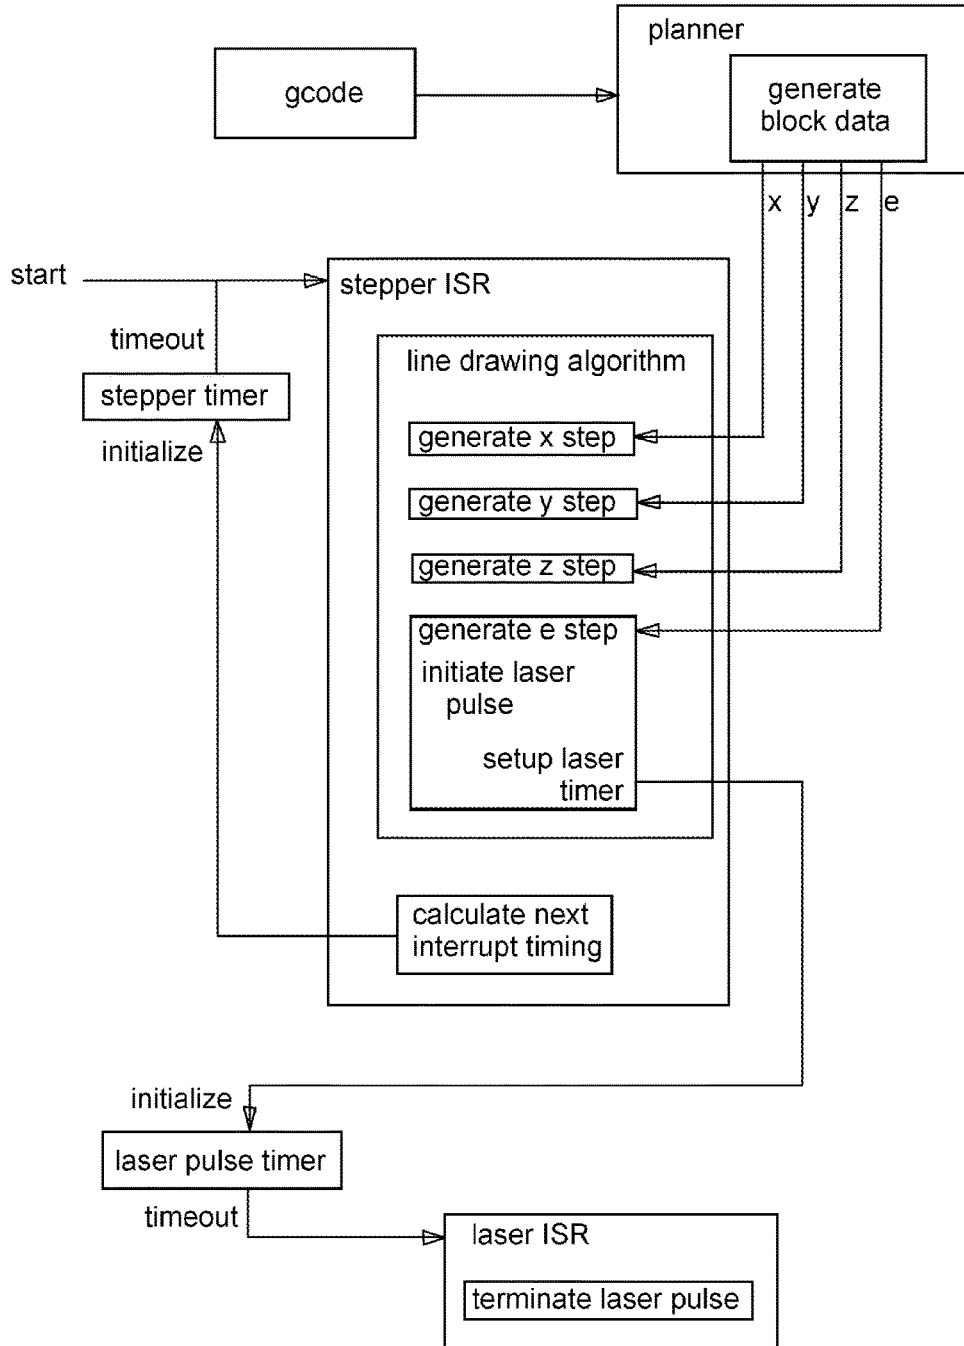 planner
gcode
generate
block data
x
y
z
e
start
stepper ISR
timeout
line drawing algorithm
stepper timer
initialize
generate x step
generate y step
generate z step
generate e step
initiate laser
pulse
setup laser
timer
calculate next
interrupt timing
initialize
laser pulse timer
timeout
laser ISR
terminate laser pulse